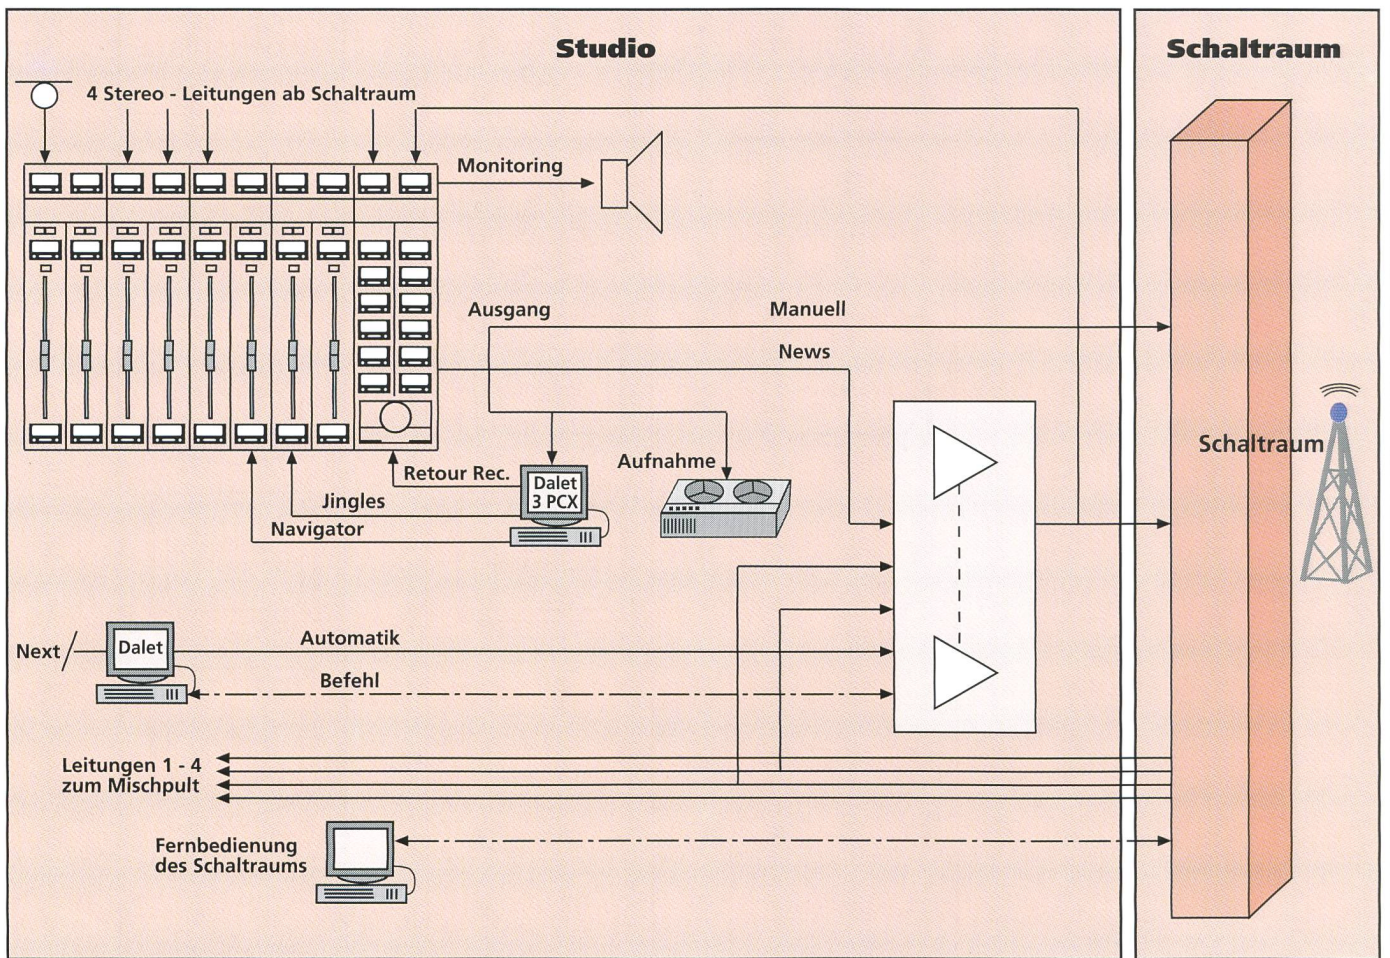 Studio
Schaltraum
4 Stereo - Leitungen ab Schaltraum
Monitoring
Ausgang
Manuell
News
Schaltraum
Retour Rec.
Aufnahme
Dalet
3 PCX
Jingles
Navigator
Next
Dalet
Automatik
Befehl
Leitungen 1 - 4
zum Mischpult
Fernbedienung
des Schaltraums